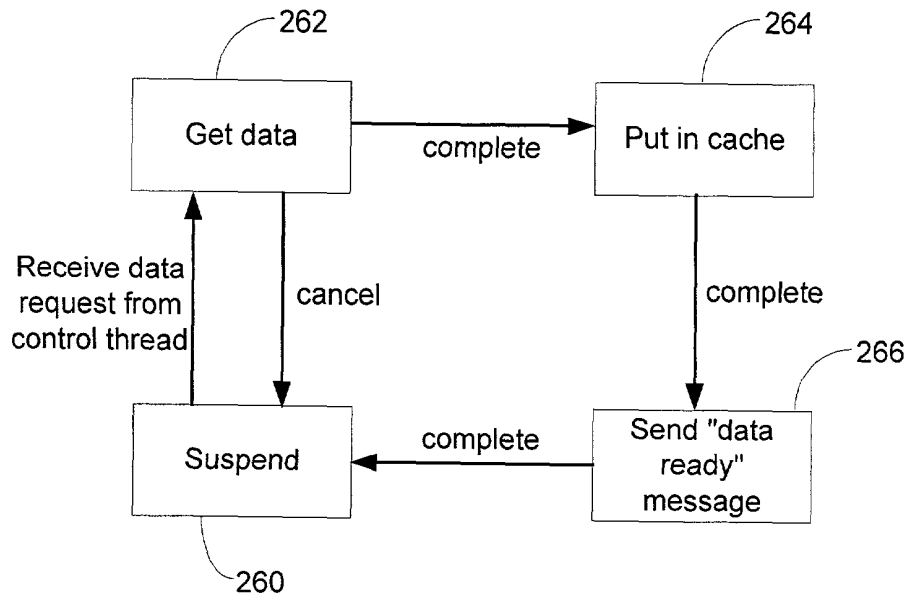 262
264
Get data
complete
Put in cache
Receive data
request from
control thread
cancel
complete
266
Suspend
complete
Send "data
ready"
message
260